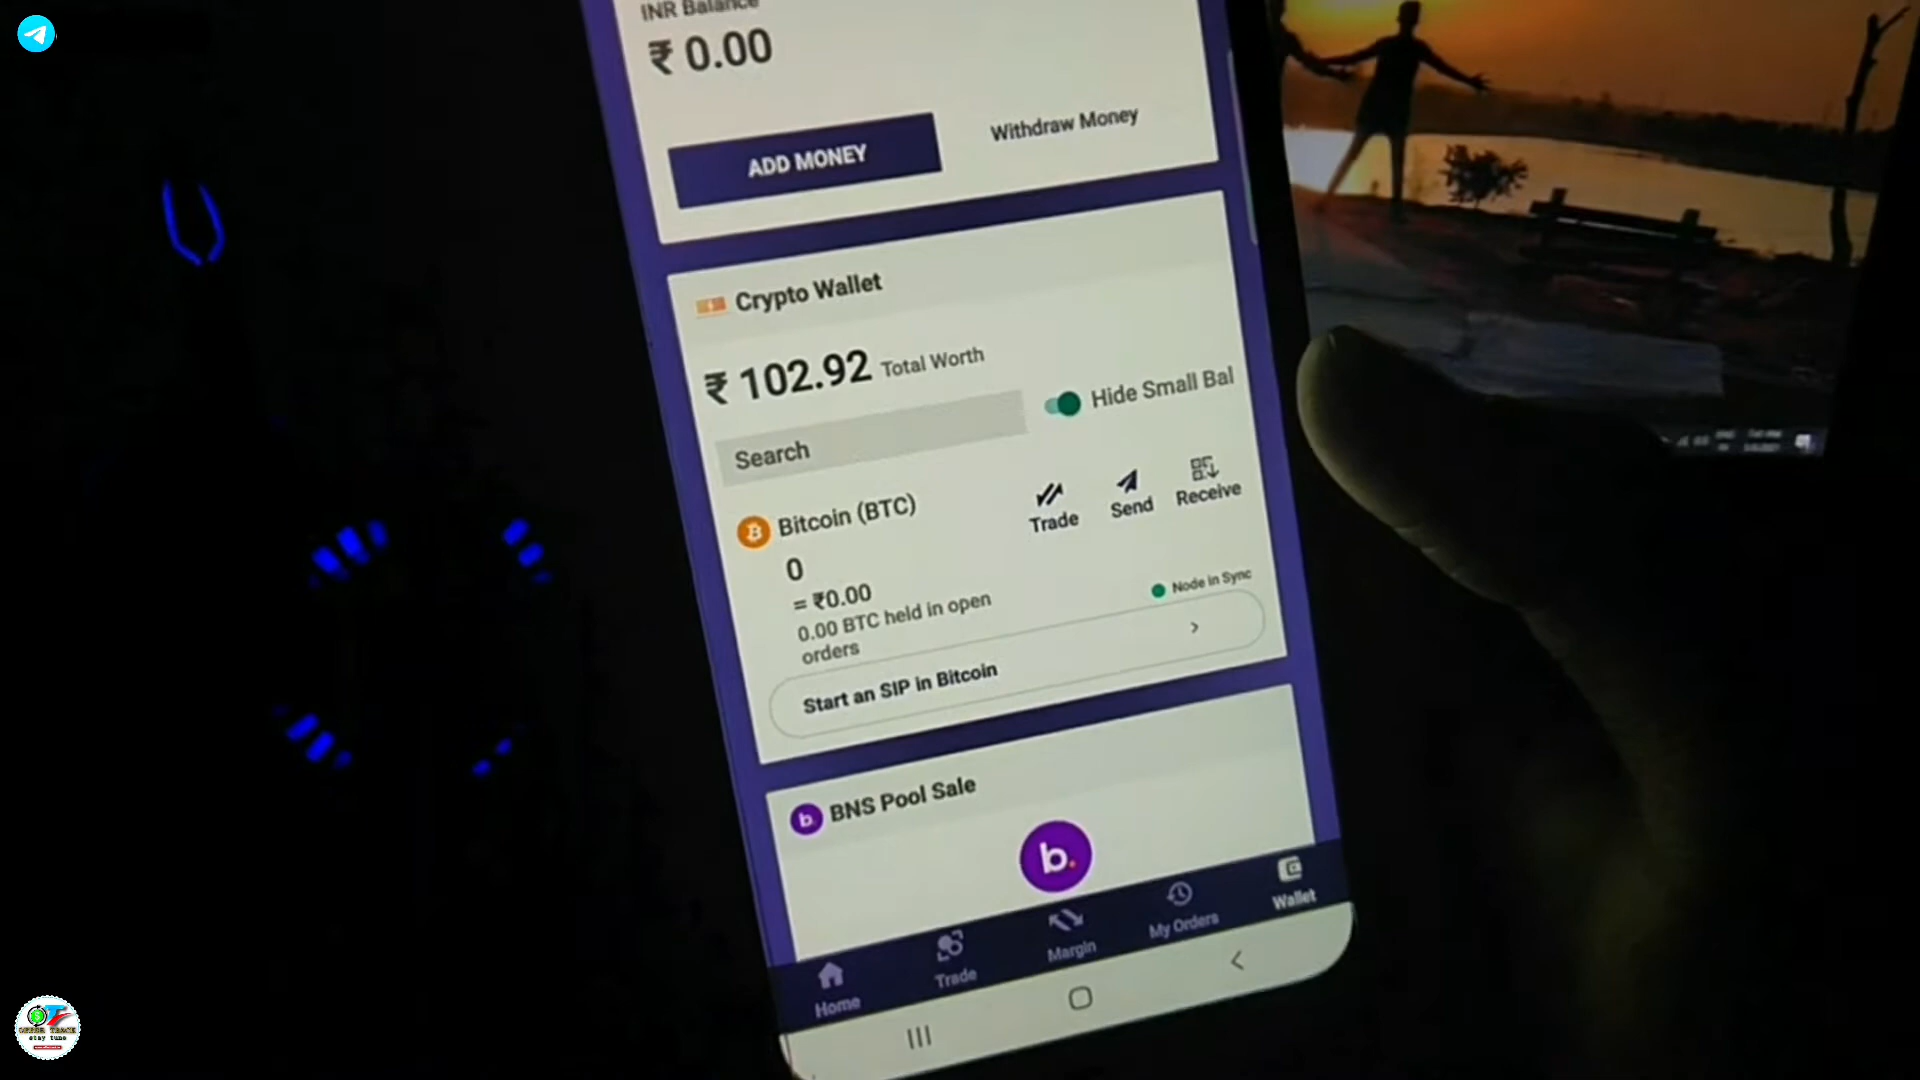 INR Balance
₹ 0.00
ADD MONEY
Withdraw Money
Crypto Wallet
₹ 102.92 Total Worth
Search
Hide Small Bal
Bitcoin (BTC)
Trade
Send
Receive
0
= ₹0.00
0.00 BTC held in open
orders
Node in Sync
Start an SIP in Bitcoin
b. BNS Pool Sale
b.
Home
Trade
Margin
My Orders
Wallet
stay tune